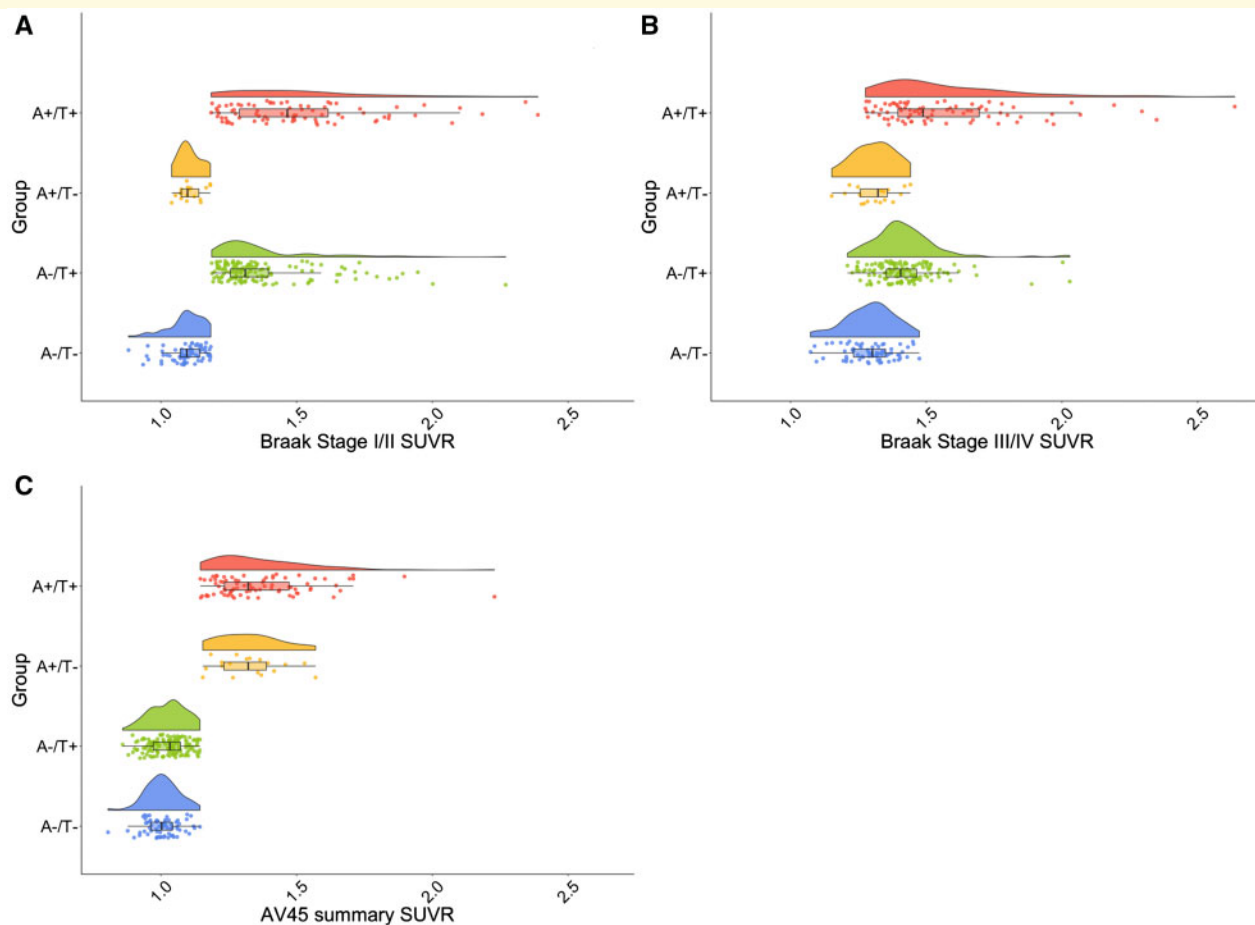 A
Group
A+/T+
A+/T-
A-/T+
A-/T-
1.0 1.5 2.0 2.5
Braak Stage I/II SUVR
B
Group
A+/T+
A+/T-
A-/T+
A-/T-
1.0 1.5 2.0 2.5
Braak Stage III/IV SUVR
C
Group
A+/T+
A+/T-
A-/T+
A-/T-
1.0 1.5 2.0 2.5
AV45 summary SUVR